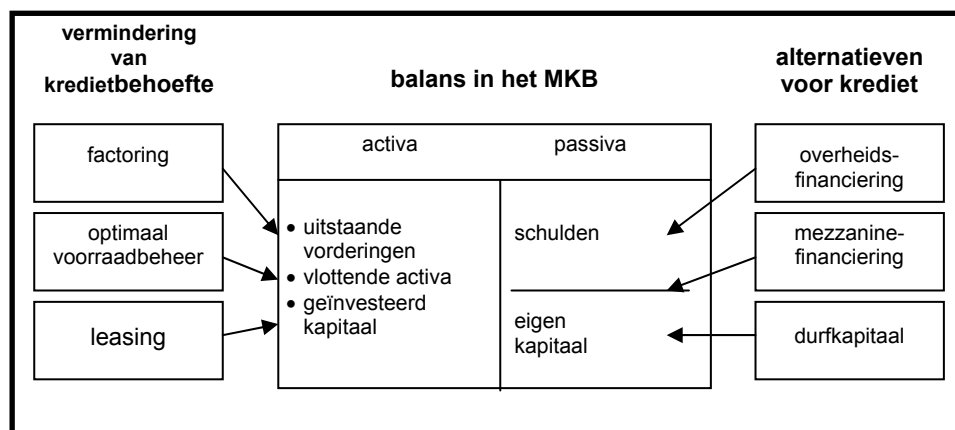 vermindering
van
kredietbehoefte
factoring
optimaal
voorraadbeheer
leasing
balans in het MKB
activa
passiva
• uitstaande
vorderingen
• vlottende activa
• geïnvesteerd
kapitaal
schulden
eigen
kapitaal
alternatieven
voor krediet
overheids-
financiering
mezzanine-
financiering
durfkapitaal